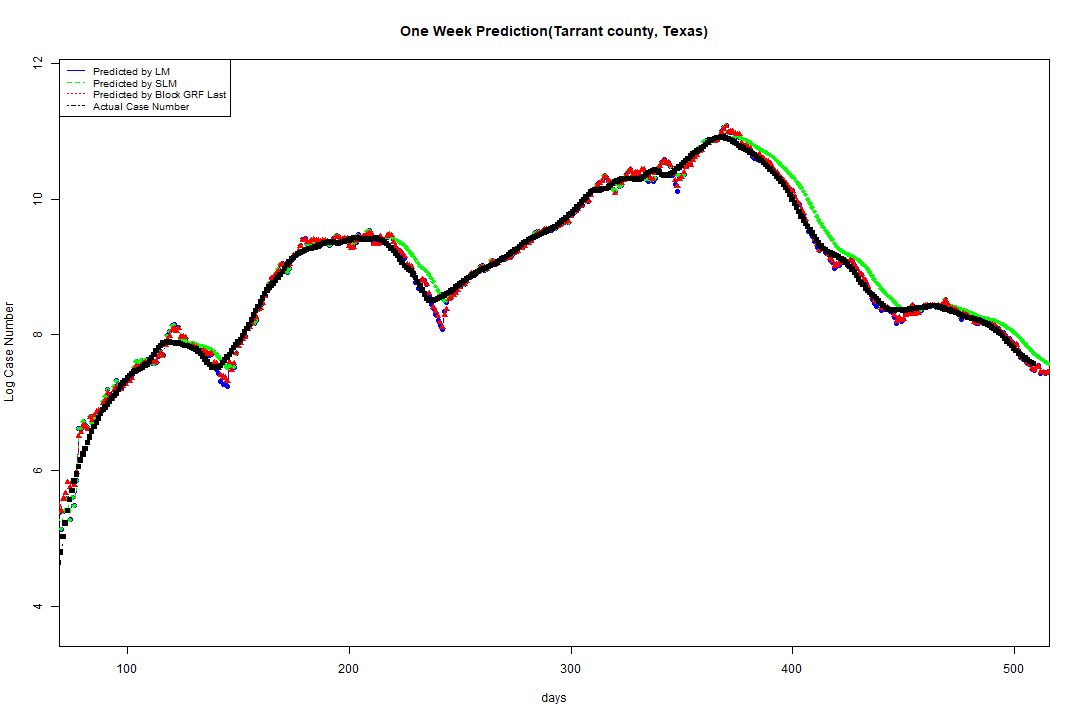 One Week Prediction(Tarrant county, Texas)
Predicted by LM
Predicted by SLM
Predicted by Block GRF Last
Actual Case Number
12
10
8
6
4
Log Case Number
100 200 300 400 500
days